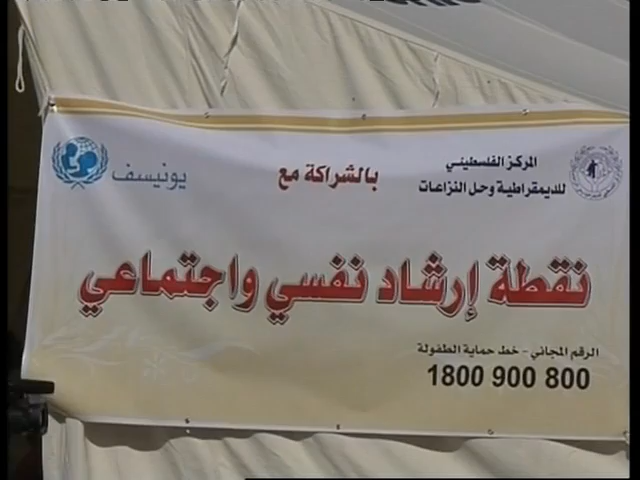 المركز الفلسطيني
للديمقراطية وحل النزاعات
بالشراكة مع
يونيسف
نقطة إرشاد نفسي واجتماعي
الرقم المجاني - خط حماية الطفولة
1800 900 800